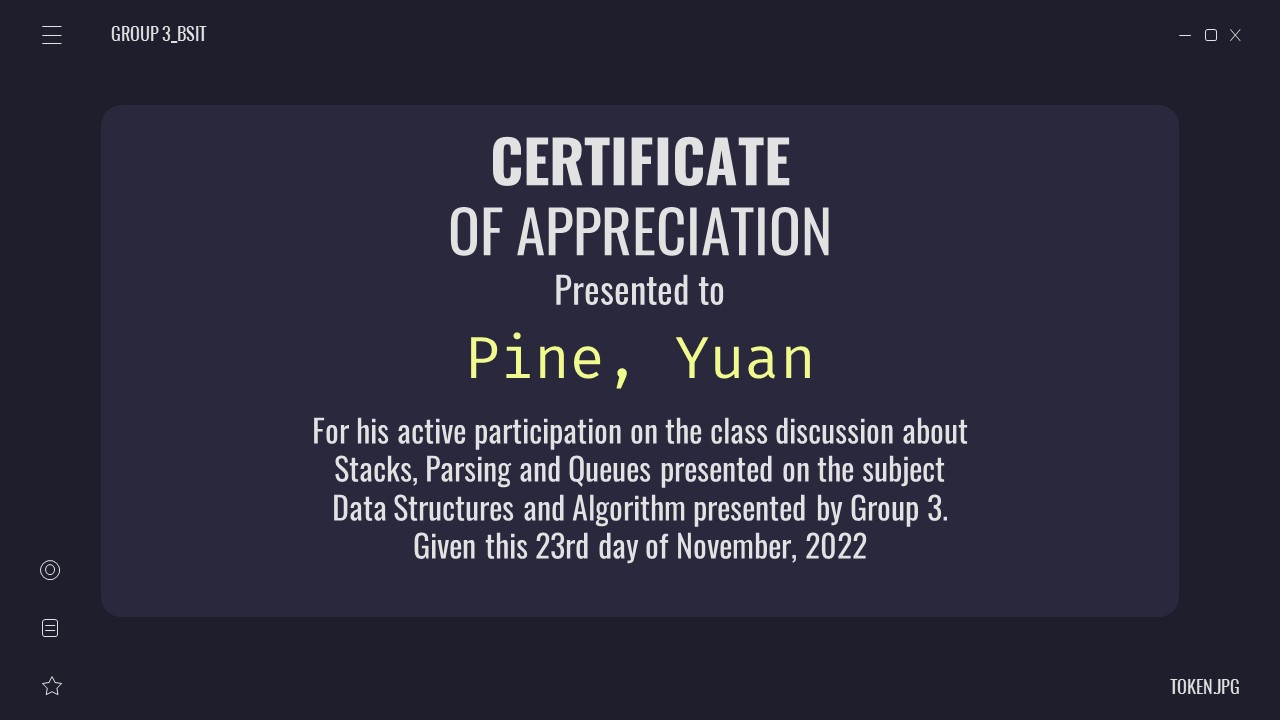 GROUP 3_BSIT
CERTIFICATE
OF APPRECIATION
Presented to
Pine, Yuan
For his active participation on the class discussion about
Stacks, Parsing and Queues presented on the subject
Data Structures and Algorithm presented by Group 3.
Given this 23rd day of November, 2022
TOKEN.JPG